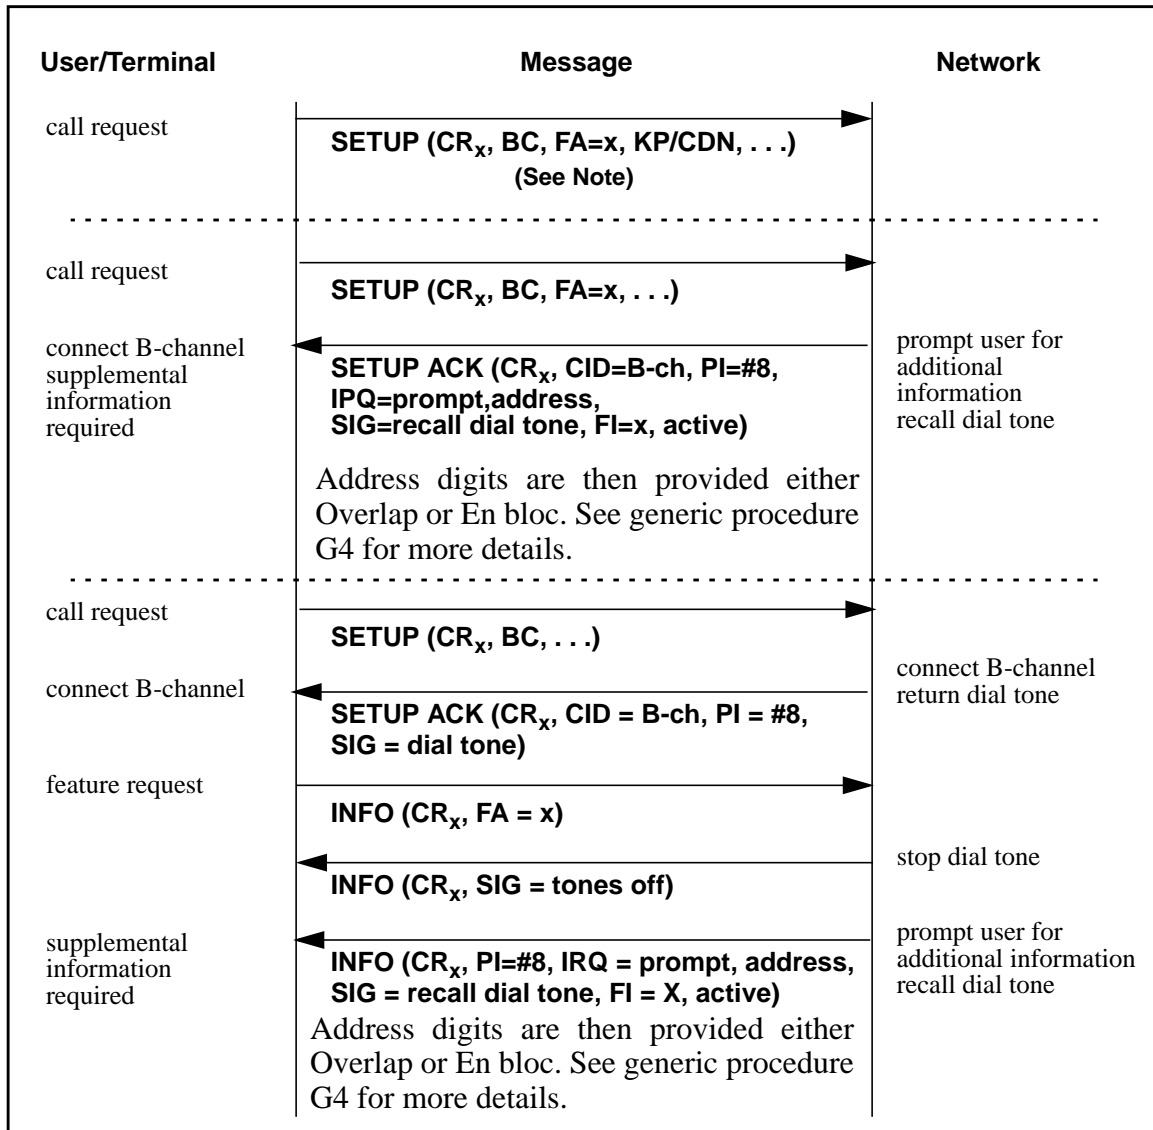 User/Terminal Message Network
call request
SETUP (CRx, BC, FA=x, KP/CDN, . . .)
(See Note)
call request
SETUP (CRx, BC, FA=x, . . .)
connect B-channel
supplemental
information
required
SETUP ACK (CRx, CID=B-ch, PI=#8,
IPQ=prompt,address,
SIG=recall dial tone, FI=x, active)
prompt user for
additional
information
recall dial tone
Address digits are then provided either
Overlap or En bloc. See generic procedure
G4 for more details.
call request
SETUP (CRx, BC, . . .)
connect B-channel
return dial tone
connect B-channel
SETUP ACK (CRx, CID = B-ch, PI = #8,
SIG = dial tone)
feature request
INFO (CRx, FA = x)
stop dial tone
INFO (CRx, SIG = tones off)
supplemental
information
required
INFO (CRx, PI=#8, IRQ = prompt, address,
SIG = recall dial tone, FI = X, active)
prompt user for
additional information
recall dial tone
Address digits are then provided either
Overlap or En bloc. See generic procedure
G4 for more details.